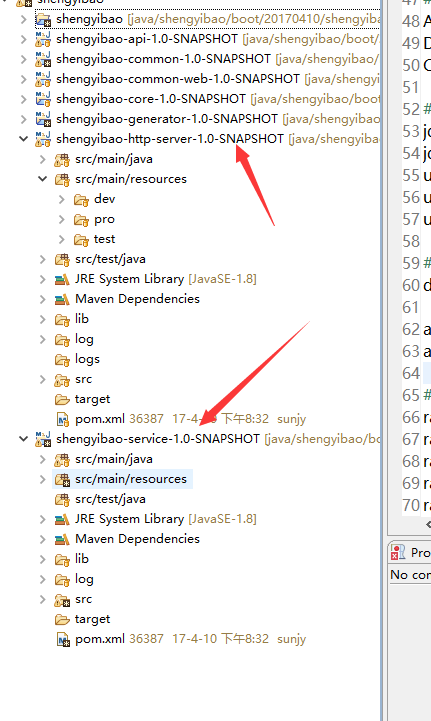 shengyibao
shengyibao [java/shengyibao/boot/20170410/shengyibao
shengyibao-api-1.0-SNAPSHOT [java/shengyibao/boot
shengyibao-common-1.0-SNAPSHOT [java/shengyibao
shengyibao-common-web-1.0-SNAPSHOT [java/shengy
shengyibao-core-1.0-SNAPSHOT [java/shengyibao/boot
shengyibao-generator-1.0-SNAPSHOT [java/shengyiba
shengyibao-http-server-1.0-SNAPSHOT [java/shengyiba
src/main/java
src/main/resources
dev
pro
test
src/test/java
JRE System Library [JavaSE-1.8]
Maven Dependencies
lib
log
logs
src
target
pom.xml 36387 17-4- 下午8:32 sunjy
shengyibao-service-1.0-SNAPSHOT [java/shengyibao/bo
src/main/java
src/main/resources
src/test/java
JRE System Library [JavaSE-1.8]
Maven Dependencies
lib
log
src
target
pom.xml 36387 17-4-10 下午8:32 sunjy
48 A
49 D
50 C
51
52 #
53 jo
54 jo
55 u
56 u
57 u
58
59 #
60 d
61
62 a
63 a
64
65 #
66 ra
67 ra
68 ra
69 ra
70 ra
Pro
No con